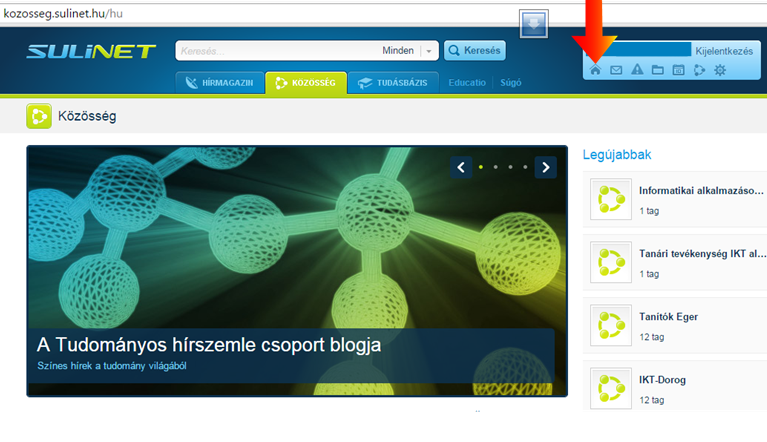 kozosseg.sulinet.hu/hu
SULINET
Keresés...
Minden
Keresés
Kijelentkezés
HÍRMAGAZIN
KÖZÖSSÉG
TUDÁSBÁZIS
Educatio
Súgó
Közösség
Legújabbak
Informatikai alkalmazáso...
1 tag
Tanári tevékenység IKT al...
1 tag
Tanítók Eger
12 tag
IKT-Dorog
12 tag
A Tudományos hírszemle csoport blogja
Színes hírek a tudomány világából